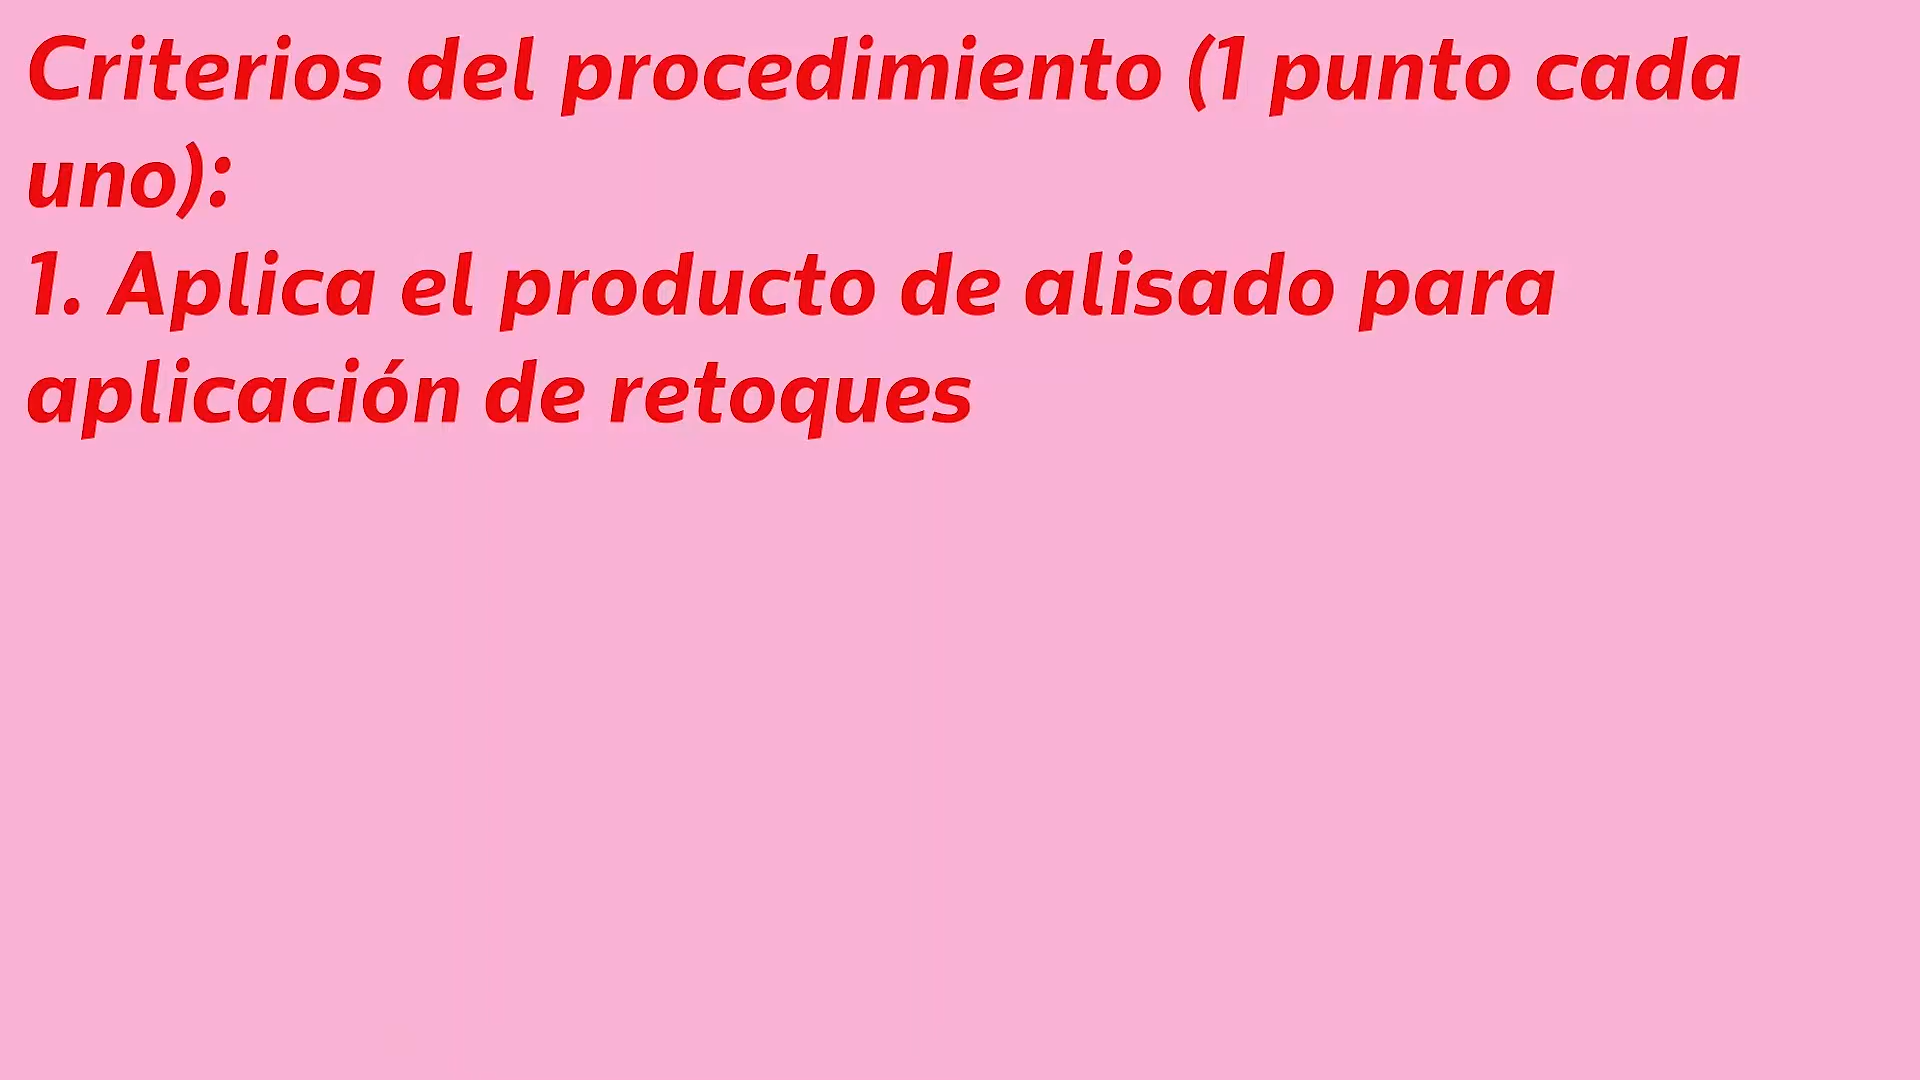 Criterios del procedimiento (1 punto cada
uno):
1. Aplica el producto de alisado para
aplicación de retoques